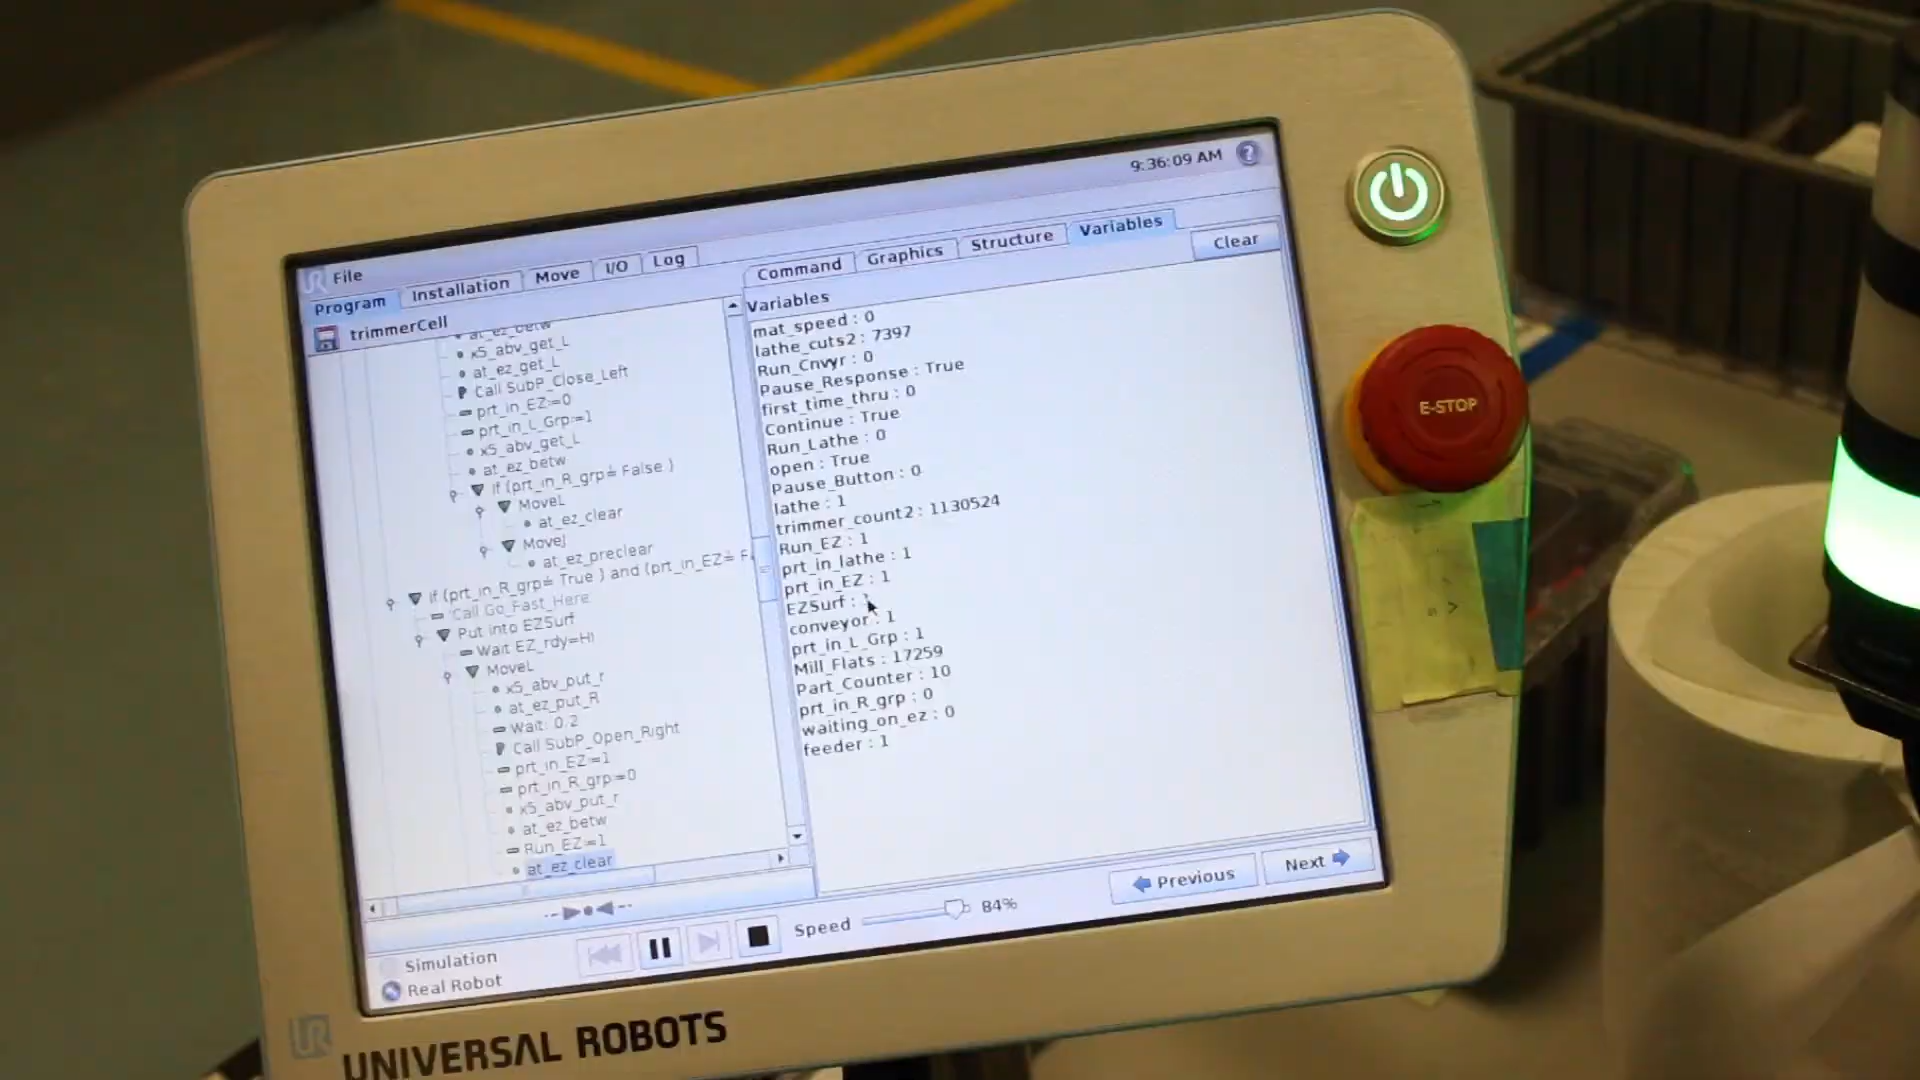 9:36:09 AM ?
File
Program Installation Move I/O Log
Command Graphics Structure Variables
Clear
trimmerCell
at_ez_betw
x5_abv_get_L
at_ez_get_L
Call SubP_Close_Left
prt_in_EZ:=0
prt_in_L_Grp:=1
x5_abv_get_L
at_ez_betw
If (prt_in_R_grp≟ False )
MoveL
at_ez_clear
MoveJ
at_ez_preclear
If (prt_in_R_grp≟ True ) and (prt_in_EZ≟ F
'Call Go_Fast_Here
Put into EZSurf
Wait EZ_rdy=HI
MoveL
x5_abv_put_r
at_ez_put_R
Wait: 0.2
Call SubP_Open_Right
prt_in_EZ:=1
prt_in_R_grp:=0
x5_abv_put_r
at_ez_betw
Run_EZ:=1
at_ez_clear
Variables
mat_speed : 0
lathe_cuts2 : 7397
Run_Cnvyr : 0
Pause_Response : True
first_time_thru : 0
Continue : True
Run_Lathe : 0
open : True
Pause_Button : 0
lathe : 1
trimmer_count2 : 1130524
Run_EZ : 1
prt_in_lathe : 1
prt_in_EZ : 1
EZSurf :
conveyor : 1
prt_in_L_Grp : 1
Mill_Flats : 17259
Part_Counter : 10
prt_in_R_grp : 0
waiting_on_ez : 0
feeder : 1
Previous Next
Simulation
Real Robot
Speed 84%
UR
UNIVERSAL ROBOTS
E-STOP